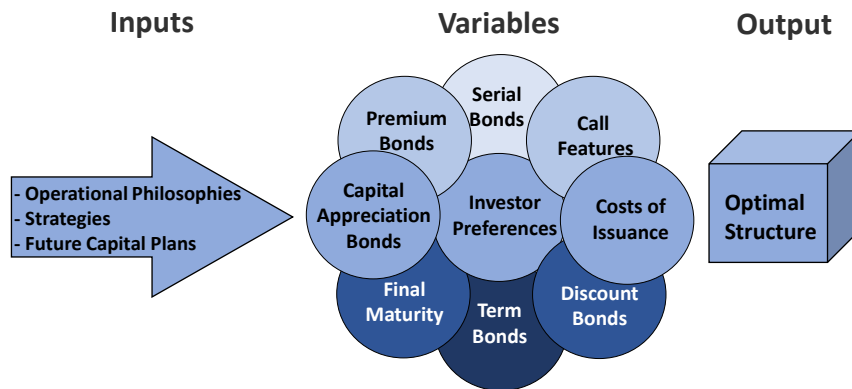 Inputs
Variables
Output
- Operational Philosophies
- Strategies
- Future Capital Plans
Serial
Bonds
Premium
Bonds
Call
Features
Capital
Appreciation
Bonds
Investor
Preferences
Costs of
Issuance
Final
Maturity
Term
Bonds
Discount
Bonds
Optimal
Structure